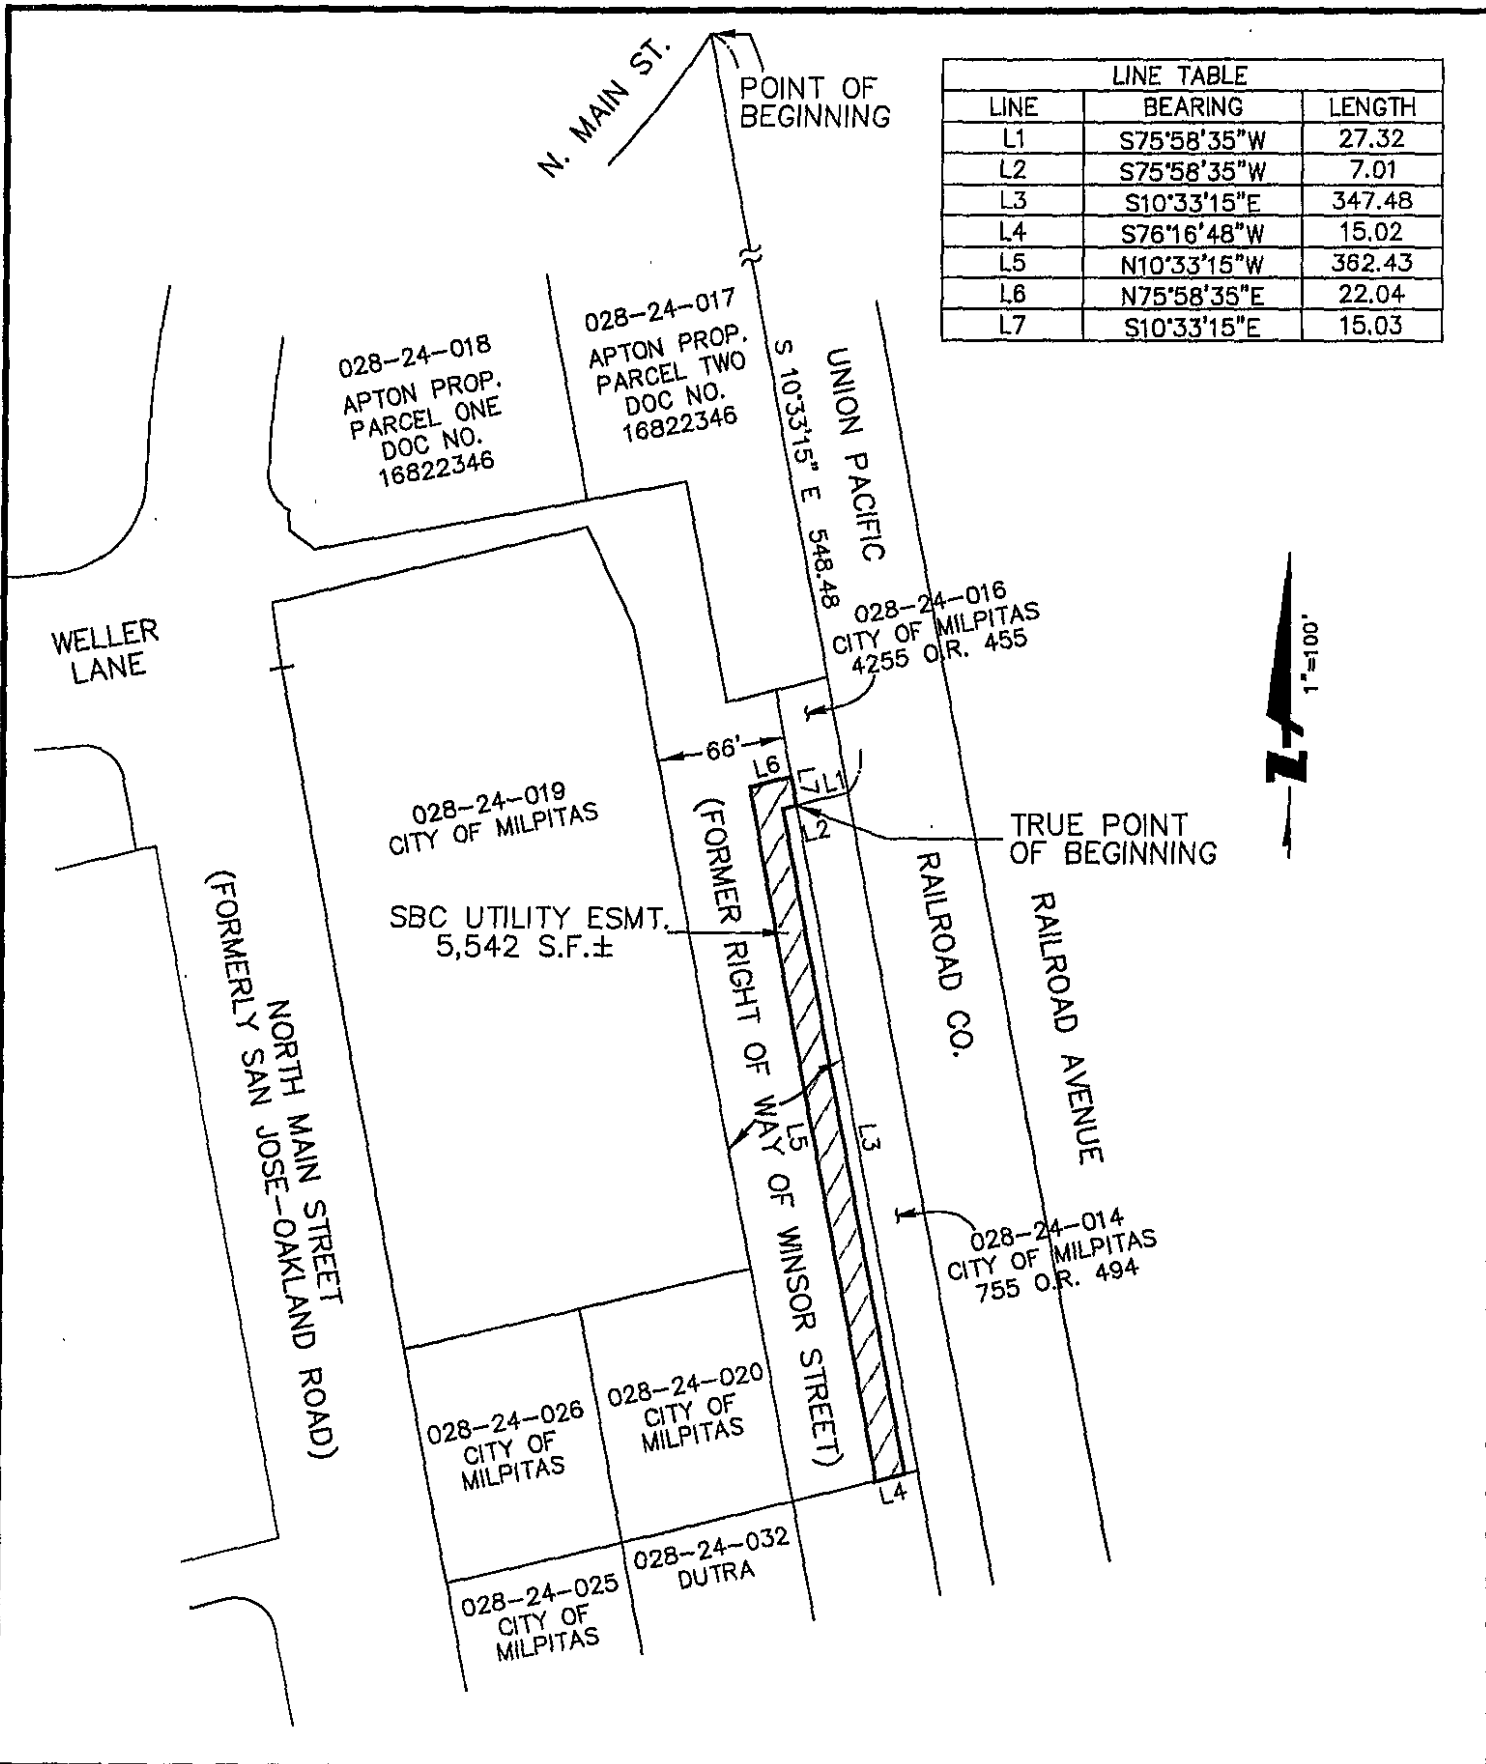 N. MAIN ST.
POINT OF
BEGINNING
LINE TABLE
LINE BEARING LENGTH
L1 S75°58'35"W 27.32
L2 S75°58'35"W 7.01
L3 S10°33'15"E 347.48
L4 S76°16'48"W 15.02
L5 N10°33'15"W 362.43
L6 N75°58'35"E 22.04
L7 S10°33'15"E 15.03
028-24-018
APTON PROP.
PARCEL ONE
DOC NO.
16822346
028-24-017
APTON PROP.
PARCEL TWO
DOC NO.
16822346
S 10°33'15" E 548.48
UNION PACIFIC
028-24-016
CITY OF MILPITAS
4255 O.R. 455
WELLER
LANE
1"=100'
N
66'
L6
L7
L1
L2
028-24-019
CITY OF MILPITAS
TRUE POINT
OF BEGINNING
SBC UTILITY ESMT.
5,542 S.F.±
(FORMER RIGHT OF WAY OF WINSOR STREET)
RAILROAD CO.
RAILROAD AVENUE
NORTH MAIN STREET
(FORMERLY SAN JOSE-OAKLAND ROAD)
L5
L3
028-24-014
CITY OF MILPITAS
755 O.R. 494
028-24-026
CITY OF
MILPITAS
028-24-020
CITY OF
MILPITAS
L4
028-24-025
CITY OF
MILPITAS
028-24-032
DUTRA